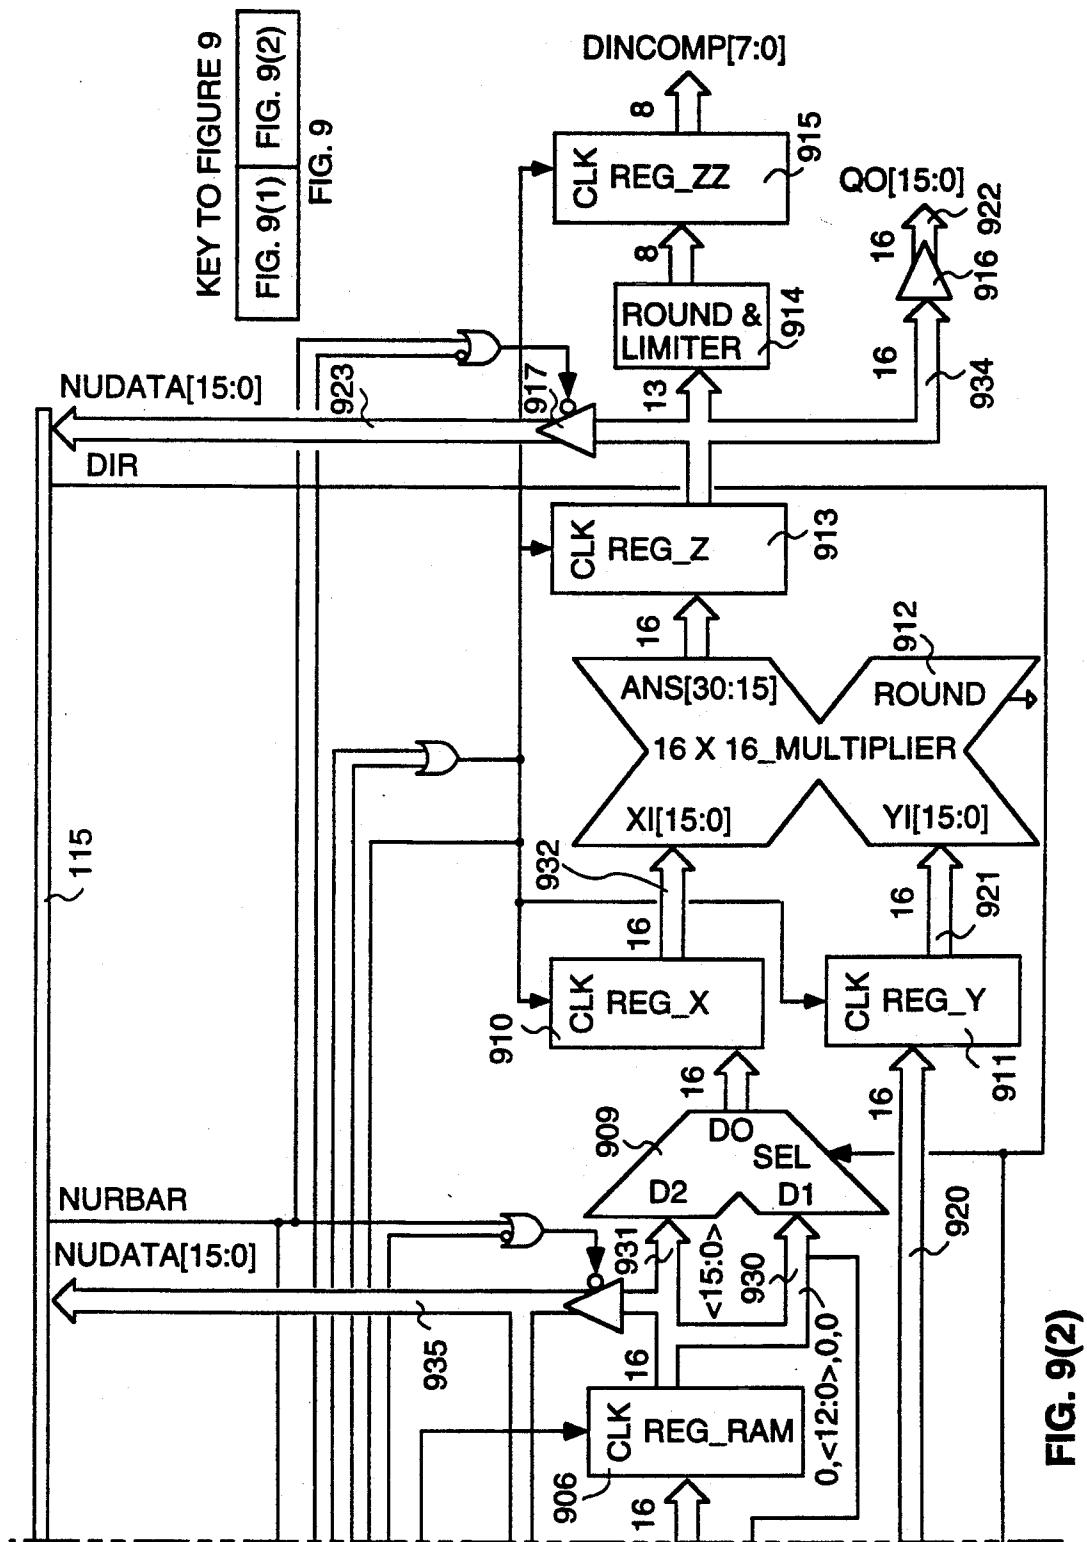 KEY TO FIGURE 9
FIG. 9(1)
FIG. 9(2)
FIG. 9
DINCOMP[7:0]
8
CLK
REG_ZZ
915
QO[15:0]
8
16
922
916
ROUND &
LIMITER
914
NUDATA[15:0]
923
917
13
16
934
DIR
CLK
REG_Z
913
16
912
ANS[30:15]
ROUND
16 X 16_MULTIPLIER
XI[15:0]
YI[15:0]
115
932
16
16
921
CLK
REG_X
910
CLK
REG_Y
911
16
16
909
DO
SEL
D2
D1
NURBAR
NUDATA[15:0]
931
<15:0>
930
920
935
16
0,<12:0>,0,0
CLK
REG_RAM
906
16
FIG. 9(2)